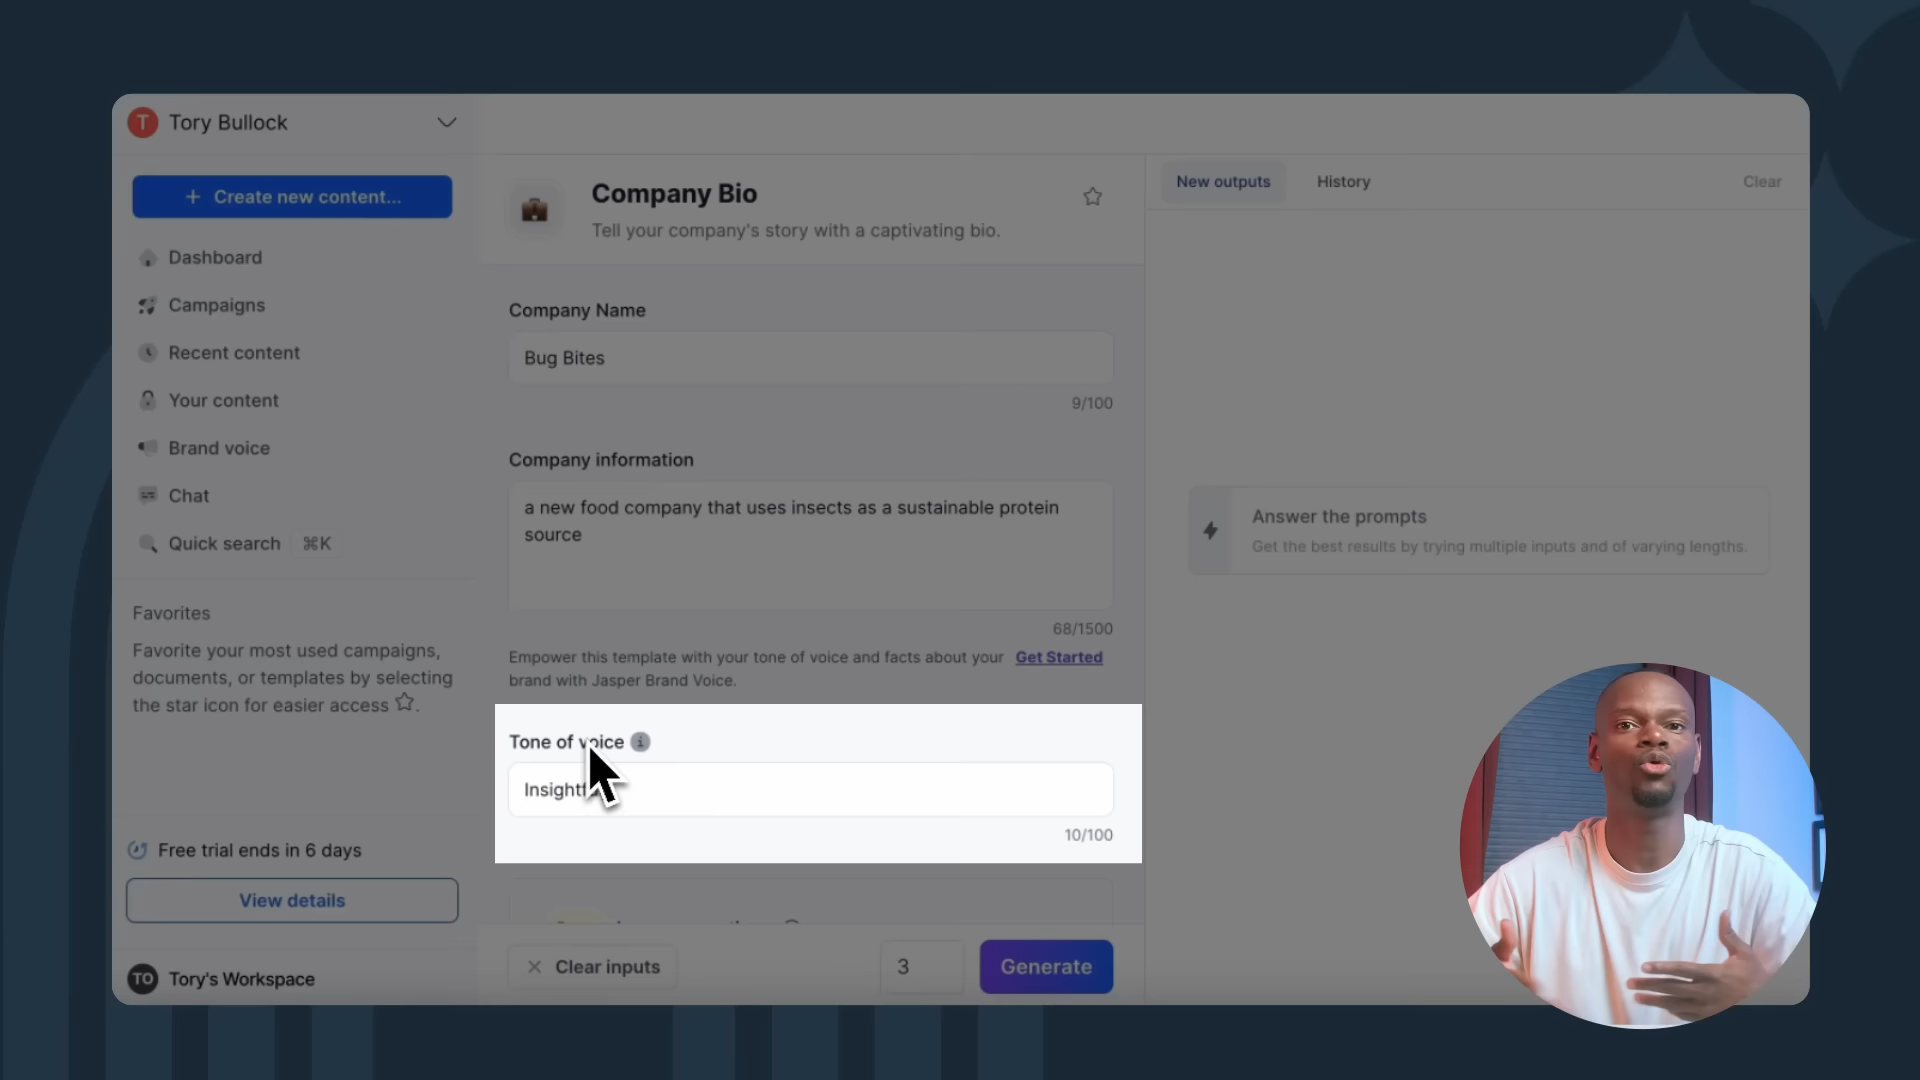 T Tory Bullock
+ Create new content...
Dashboard
Campaigns
Recent content
Your content
Brand voice
Chat
Quick search ⌘K
Favorites
Favorite your most used campaigns,
documents, or templates by selecting
the star icon for easier access ☆.
Free trial ends in 6 days
View details
TO Tory's Workspace
Company Bio
Tell your company's story with a captivating bio.
Company Name
Bug Bites
9/100
Company information
a new food company that uses insects as a sustainable protein
source
68/1500
Empower this template with your tone of voice and facts about your Get Started
brand with Jasper Brand Voice.
Tone of voice i
10/100
Clear inputs
3
Generate
New outputs
History
Clear
Answer the prompts
Get the best results by trying multiple inputs and of varying lengths.